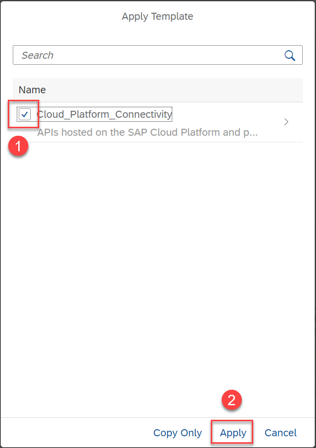 Apply Template
Search
Name
Cloud_Platform_Connectivity
1
APIs hosted on the SAP Cloud Platform and p...
2
Copy Only Apply Cancel